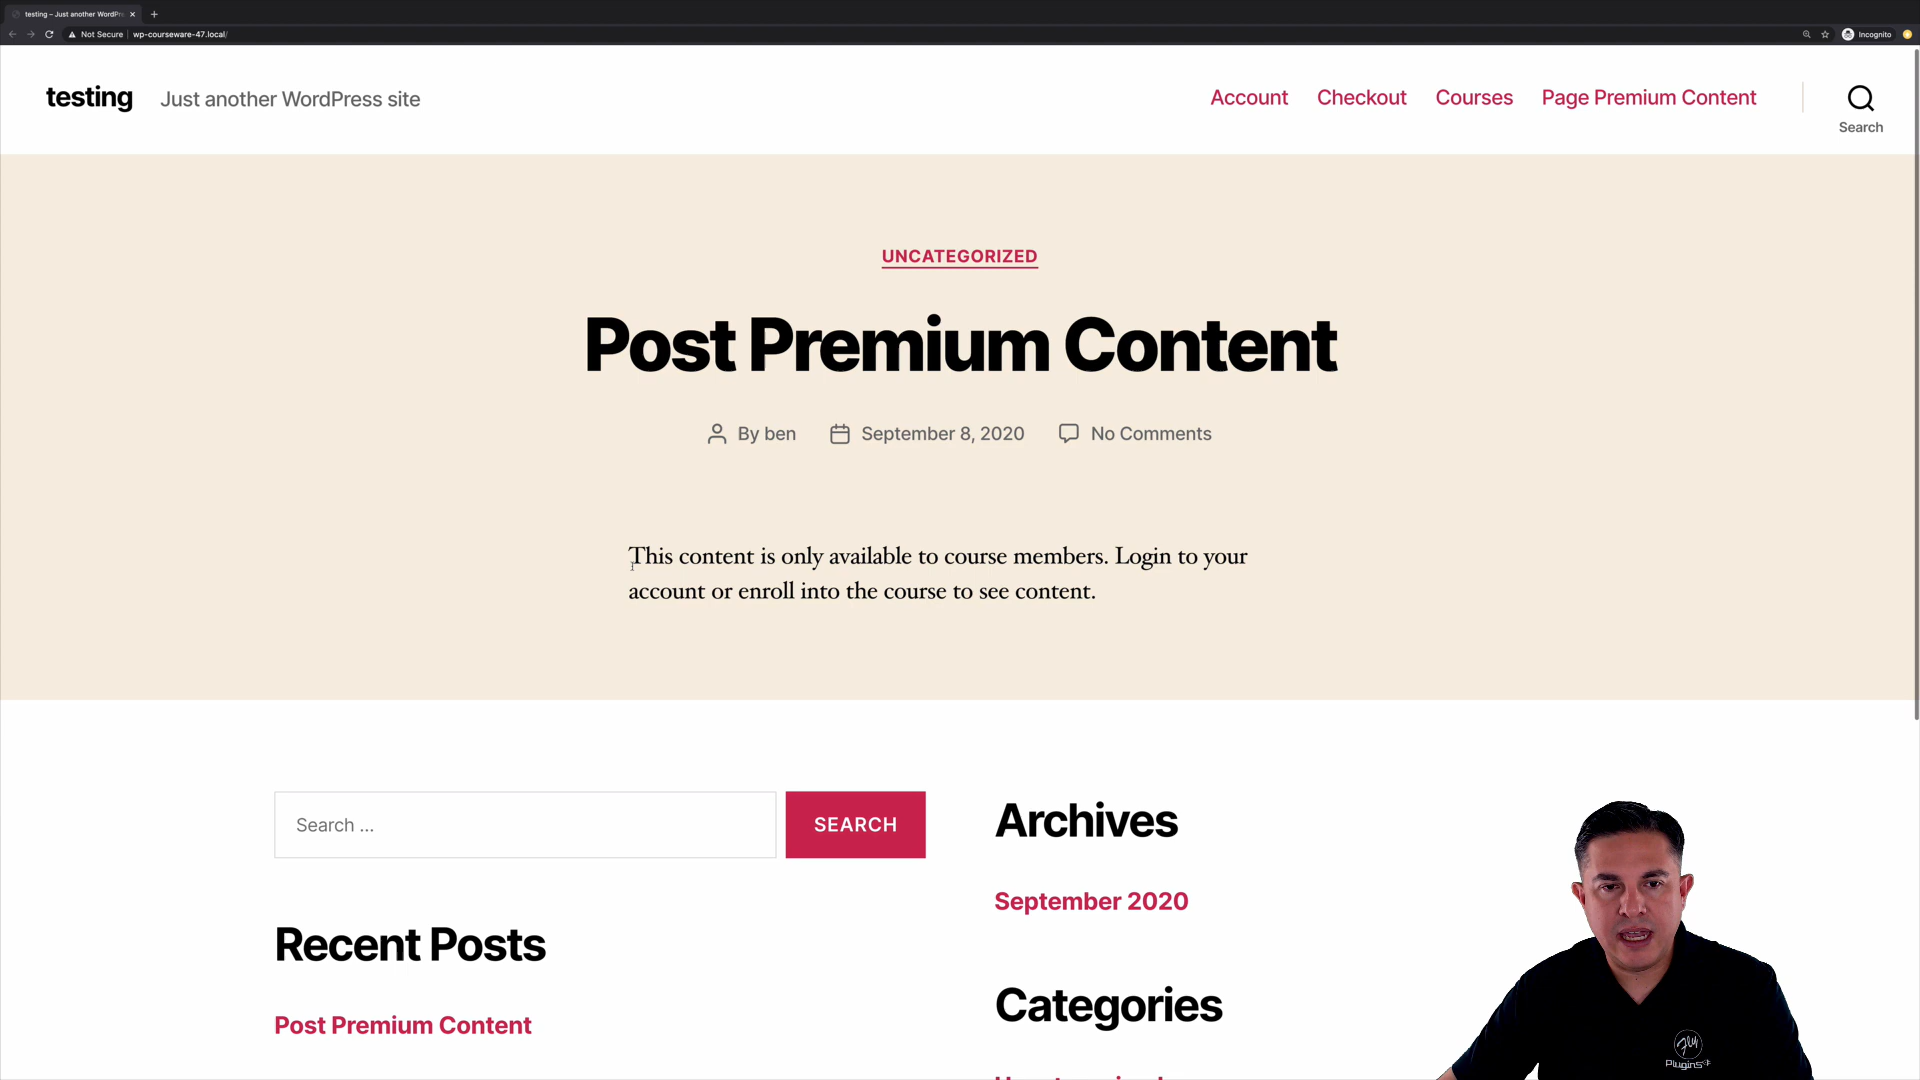 testing – Just another WordPr
Not Secure
wp-courseware-47.local/
Incognito
testing
Just another WordPress site
Account
Checkout
Courses
Page Premium Content
Search
UNCATEGORIZED
Post Premium Content
By ben
September 8, 2020
No Comments
This content is only available to course members. Login to your
account or enroll into the course to see content.
Search ...
SEARCH
Archives
September 2020
Recent Posts
Categories
Post Premium Content
Fly
Plugins